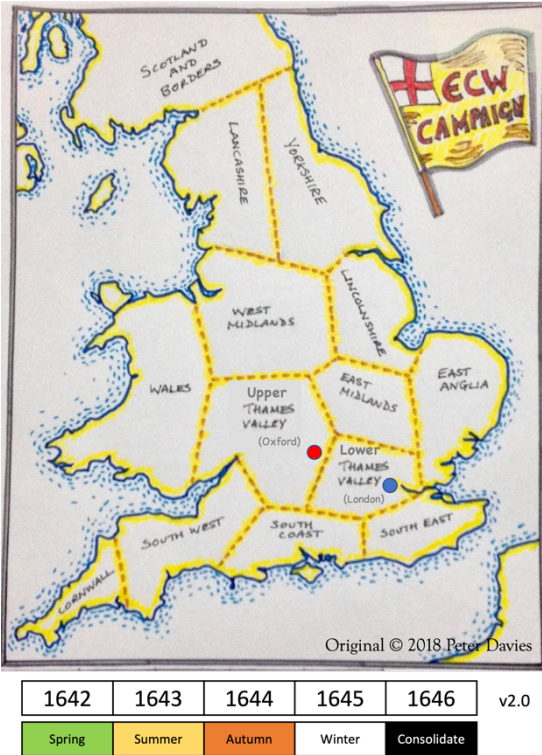 SCOTLAND
AND
BORDERS
ECW
CAMPAIGN
LANCASHIRE
YORKSHIRE
LINCOLNSHIRE
WEST
MIDLANDS
WALES
Upper
THAMES
VALLEY
(Oxford)
EAST
MIDLANDS
EAST
ANGLIA
Lower
THAMES
VALLEY
(London)
SOUTH WEST
SOUTH
COAST
SOUTH EAST
CORNWALL
Original © 2018 Peter Davies
1642 1643 1644 1645 1646 v2.0
Spring Summer Autumn Winter Consolidate